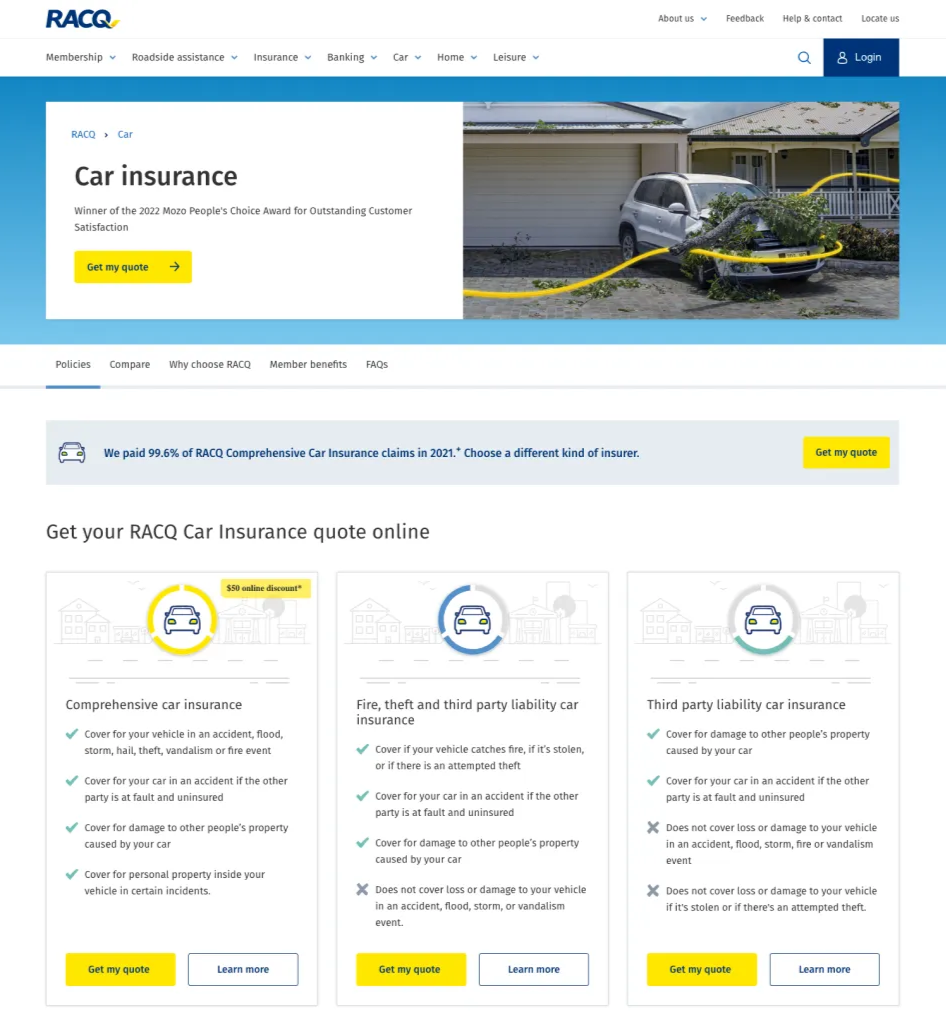 RACQ
About us
Feedback
Help & contact
Locate us
Membership
Roadside assistance
Insurance
Banking
Car
Home
Leisure
Login
RACQ › Car
Car insurance
Winner of the 2022 Mozo People's Choice Award for Outstanding Customer
Satisfaction
Get my quote →
Policies
Compare
Why choose RACQ
Member benefits
FAQs
We paid 99.6% of RACQ Comprehensive Car Insurance claims in 2021.+ Choose a different kind of insurer.
Get my quote
Get your RACQ Car Insurance quote online
$50 online discount*
Comprehensive car insurance
Cover for your vehicle in an accident, flood,
storm, hail, theft, vandalism or fire event
Cover for your car in an accident if the other
party is at fault and uninsured
Cover for damage to other people's property
caused by your car
Cover for personal property inside your
vehicle in certain incidents.
Get my quote
Learn more
Fire, theft and third party liability car
insurance
Cover if your vehicle catches fire, if it's stolen,
or if there is an attempted theft
Cover for your car in an accident if the other
party is at fault and uninsured
Cover for damage to other people's property
caused by your car
Does not cover loss or damage to your vehicle
in an accident, flood, storm, or vandalism
event.
Get my quote
Learn more
Third party liability car insurance
Cover for damage to other people's property
caused by your car
Cover for your car in an accident if the other
party is at fault and uninsured
Does not cover loss or damage to your vehicle
in an accident, flood, storm, fire or vandalism
event
Does not cover loss or damage to your vehicle
if it's stolen or if there's an attempted theft.
Get my quote
Learn more